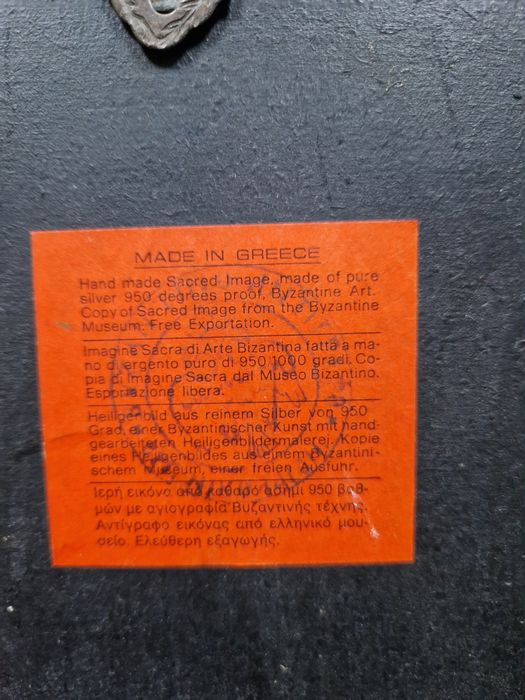 MADE IN GREECE
Hand made Sacred Image, made of pure
silver 950 degrees proof, Byzantine Art.
Copy of Sacred Image from the Byzantine
Museum. Free Exportation.
Imagine Sacra di Arte Bizantina fatta a ma-
no di ergento puro di 950.1000 gradi. Co-
pia di Imagine Sacra dal Museo Bizantino.
Esportazione libera.
Heiligenbild aus reinem Silber von 950
Grad, einer Byzantinischer Kunst mit hand-
gearbeiteten Heiligenbildermalerei. Kopie
eines Heiligenbildes aus einem Byzantini-
schem Museum, einer freien Ausfuhr.
Ιερή εικόνα από καθαρό ασήμι 950 βαθ-
μών με αγιογραφία Βυζαντινής τέχνης.
Αντίγραφο εικόνας από ελληνικό μου-
σείο. Ελεύθερη εξαγωγής.